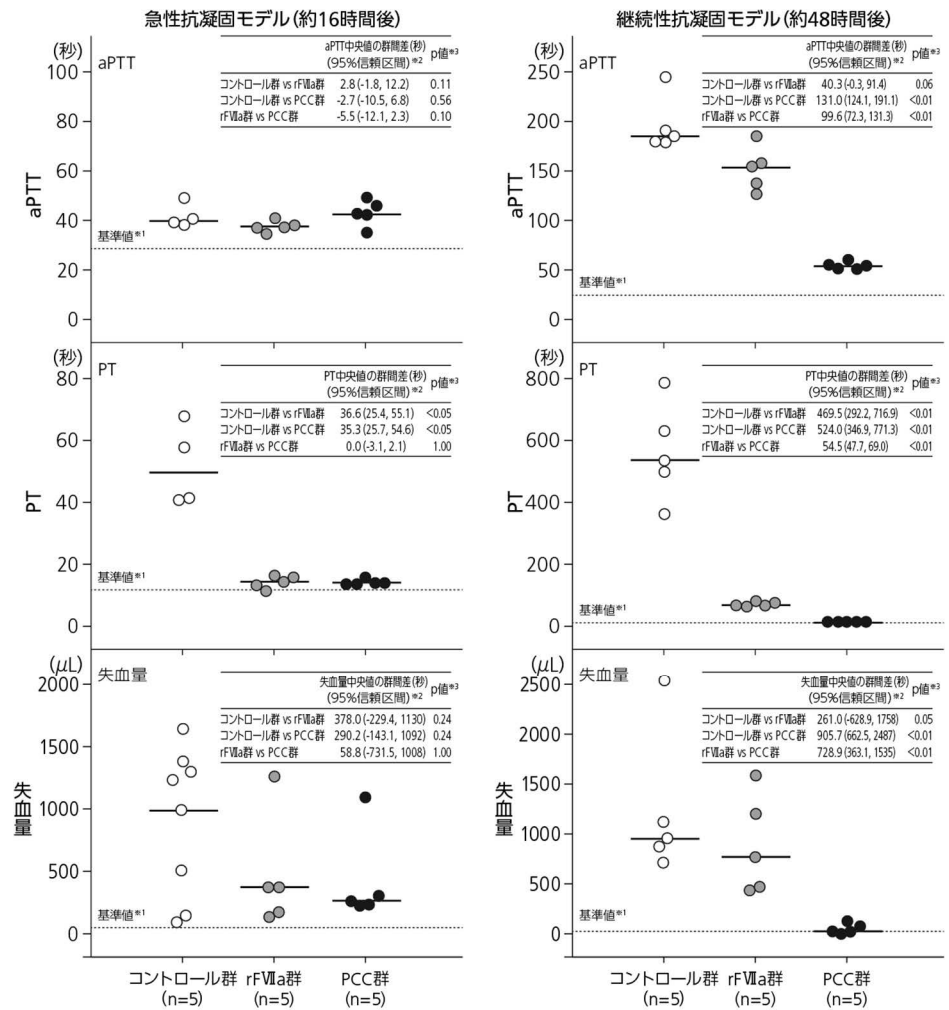 急性抗凝固モデル(約16時間後)
(秒)
aPTT
aPTT中央値の群間差(秒)
(95%信頼区間)※2
p値※3
コントロール群 vs rFⅦa群 2.8 (-1.8, 12.2) 0.11
コントロール群 vs PCC群 -2.7 (-10.5, 6.8) 0.56
rFⅦa群 vs PCC群 -5.5 (-12.1, 2.3) 0.10
100
80
60
40
20
0
aPTT
基準値※1
(秒)
PT
PT中央値の群間差(秒)
(95%信頼区間)※2
p値※3
コントロール群 vs rFⅦa群 36.6 (25.4, 55.1) <0.05
コントロール群 vs PCC群 35.3 (25.7, 54.6) <0.05
rFⅦa群 vs PCC群 0.0 (-3.1, 2.1) 1.00
80
60
40
20
0
PT
基準値※1
(μL)
失血量
失血量中央値の群間差(秒)
(95%信頼区間)※2
p値※3
コントロール群 vs rFⅦa群 378.0 (-229.4, 1130) 0.24
コントロール群 vs PCC群 290.2 (-143.1, 1092) 0.24
rFⅦa群 vs PCC群 58.8 (-731.5, 1008) 1.00
2000
1500
1000
500
0
失血量
基準値※1
コントロール群 rFⅦa群 PCC群
(n=5) (n=5) (n=5)
継続性抗凝固モデル(約48時間後)
(秒)
aPTT
aPTT中央値の群間差(秒)
(95%信頼区間)※2
p値※3
コントロール群 vs rFⅦa群 40.3 (-0.3, 91.4) 0.06
コントロール群 vs PCC群 131.0 (124.1, 191.1) <0.01
rFⅦa群 vs PCC群 99.6 (72.3, 131.3) <0.01
250
200
150
100
50
0
aPTT
基準値※1
(秒)
PT
PT中央値の群間差(秒)
(95%信頼区間)※2
p値※3
コントロール群 vs rFⅦa群 469.5 (292.2, 716.9) <0.01
コントロール群 vs PCC群 524.0 (346.9, 771.3) <0.01
rFⅦa群 vs PCC群 54.5 (47.7, 69.0) <0.01
800
600
400
200
0
PT
基準値※1
(μL)
失血量
失血量中央値の群間差(秒)
(95%信頼区間)※2
p値※3
コントロール群 vs rFⅦa群 261.0 (-628.9, 1758) 0.05
コントロール群 vs PCC群 905.7 (662.5, 2487) <0.01
rFⅦa群 vs PCC群 728.9 (363.1, 1535) <0.01
2500
2000
1500
1000
500
0
失血量
基準値※1
コントロール群 rFⅦa群 PCC群
(n=5) (n=5) (n=5)